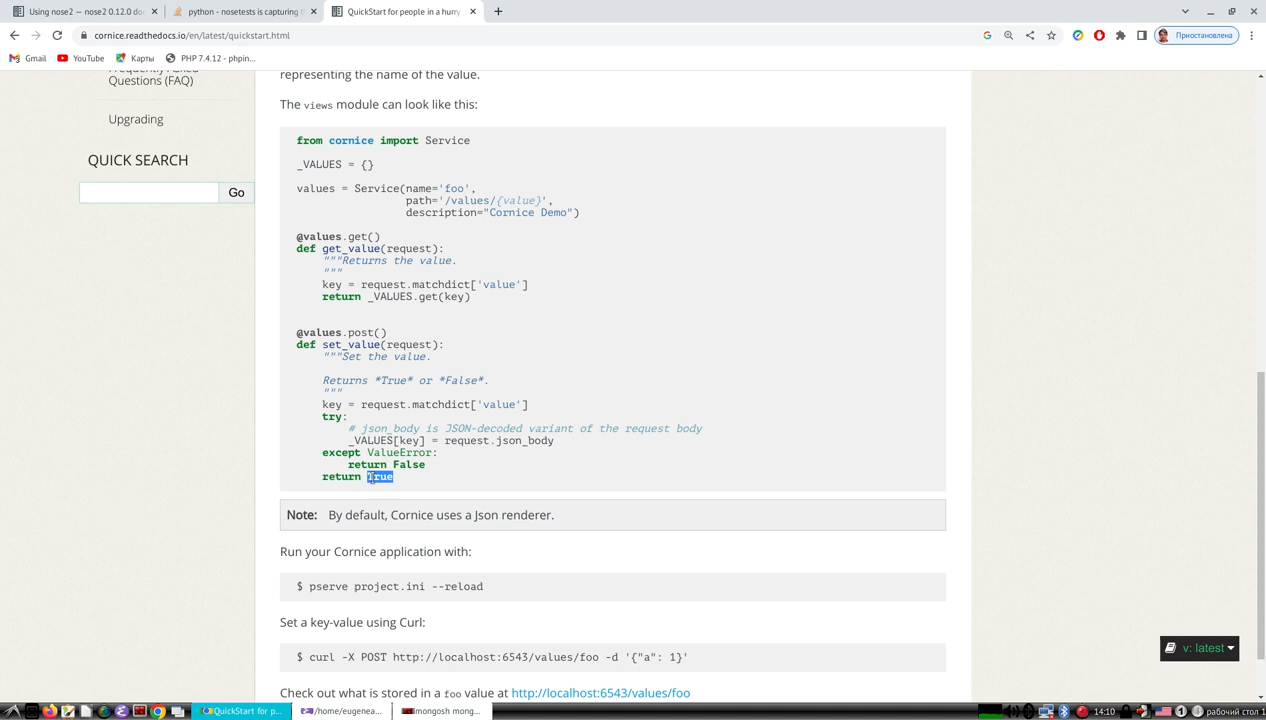 Using nose2 — nose2 0.12.0 do
python - nosetests is capturing t
QuickStart for people in a hurry
cornice.readthedocs.io/en/latest/quickstart.html
Приостановлена
Gmail
YouTube
Карты
PHP 7.4.12 - phpin...
Frequently Asked
Questions (FAQ)
Upgrading
QUICK SEARCH
Go
representing the name of the value.
The views module can look like this:
from cornice import Service
_VALUES = {}
values = Service(name='foo',
path='/values/{value}',
description="Cornice Demo")
@values.get()
def get_value(request):
"""Returns the value.
"""
key = request.matchdict['value']
return _VALUES.get(key)
@values.post()
def set_value(request):
"""Set the value.
Returns *True* or *False*.
"""
key = request.matchdict['value']
try:
# json_body is JSON-decoded variant of the request body
_VALUES[key] = request.json_body
except ValueError:
return False
return True
Note: By default, Cornice uses a Json renderer.
Run your Cornice application with:
$ pserve project.ini --reload
Set a key-value using Curl:
$ curl -X POST http://localhost:6543/values/foo -d '{"a": 1}'
Check out what is stored in a foo value at http://localhost:6543/values/foo
v: latest
QuickStart for p...
/home/eugenea...
mongosh mong...
14:10
1
рабочий стол 1